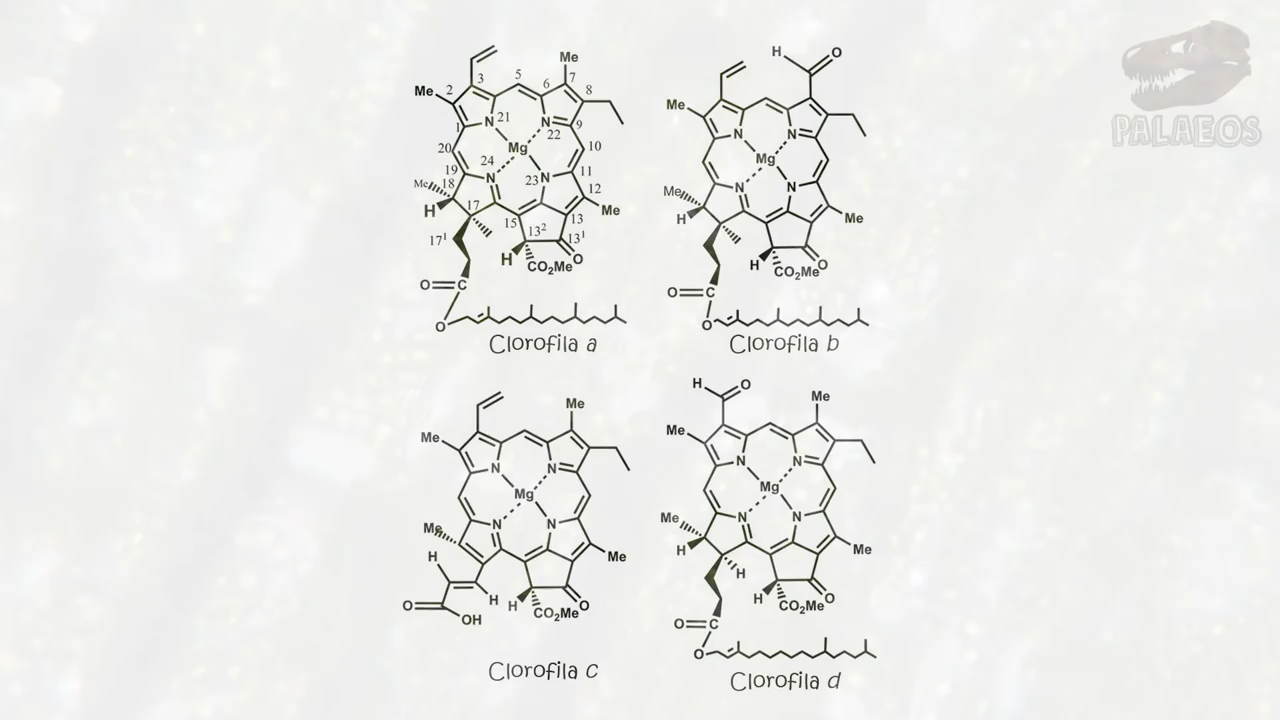 PALAEOS
Me
3
5
6
7
Me
2
8
1
N
21
N
22
9
20
Mg
10
24
19
N
23
N
11
Me
18
12
H
17
15
13
Me
17¹
13²
13¹
H
O
CO₂Me
O
C
O
Clorofila a
H
O
Me
N
N
Mg
Me
N
N
H
Me
H
O
CO₂Me
O
C
O
Clorofila b
Me
Me
N
N
Mg
Me
N
N
H
Me
H
H
O
CO₂Me
O
OH
Clorofila c
H
O
Me
Me
N
N
Mg
Me
N
N
H
Me
H
H
O
CO₂Me
O
C
O
Clorofila d